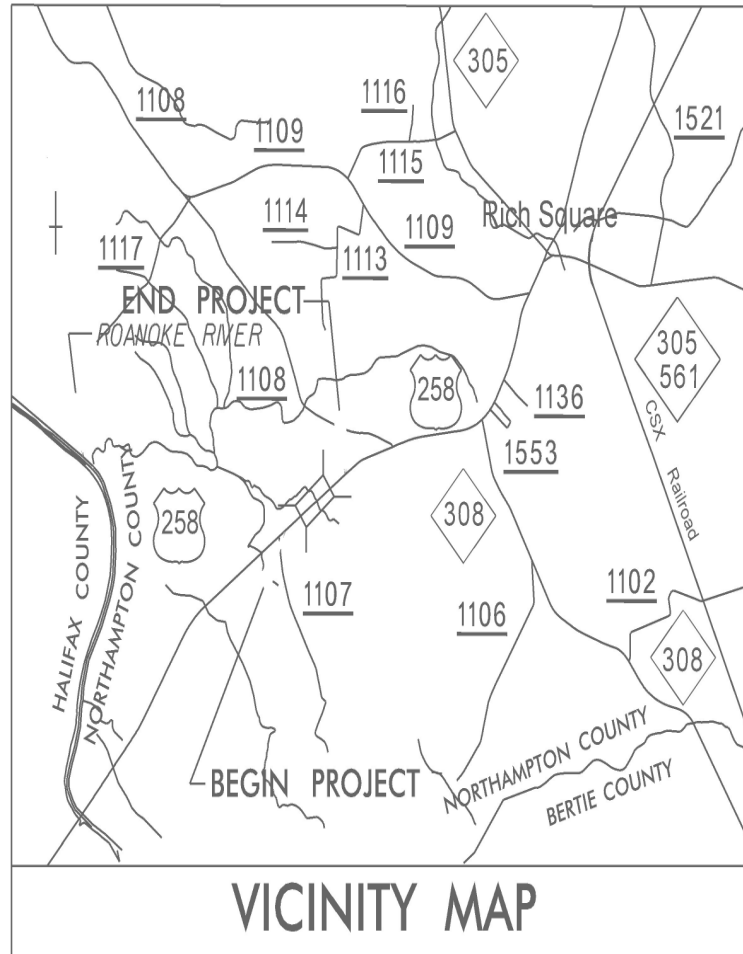 305
1108
1116
1109
1521
1115
1114
1109
Rich Square
1117
1113
END PROJECT
ROANOKE RIVER
305
561
1108
258
1136
CSX Railroad
1553
HALIFAX COUNTY
NORTHAMPTON COUNTY
258
308
1107
1106
1102
308
BEGIN PROJECT
NORTHAMPTON COUNTY
BERTIE COUNTY
VICINITY MAP